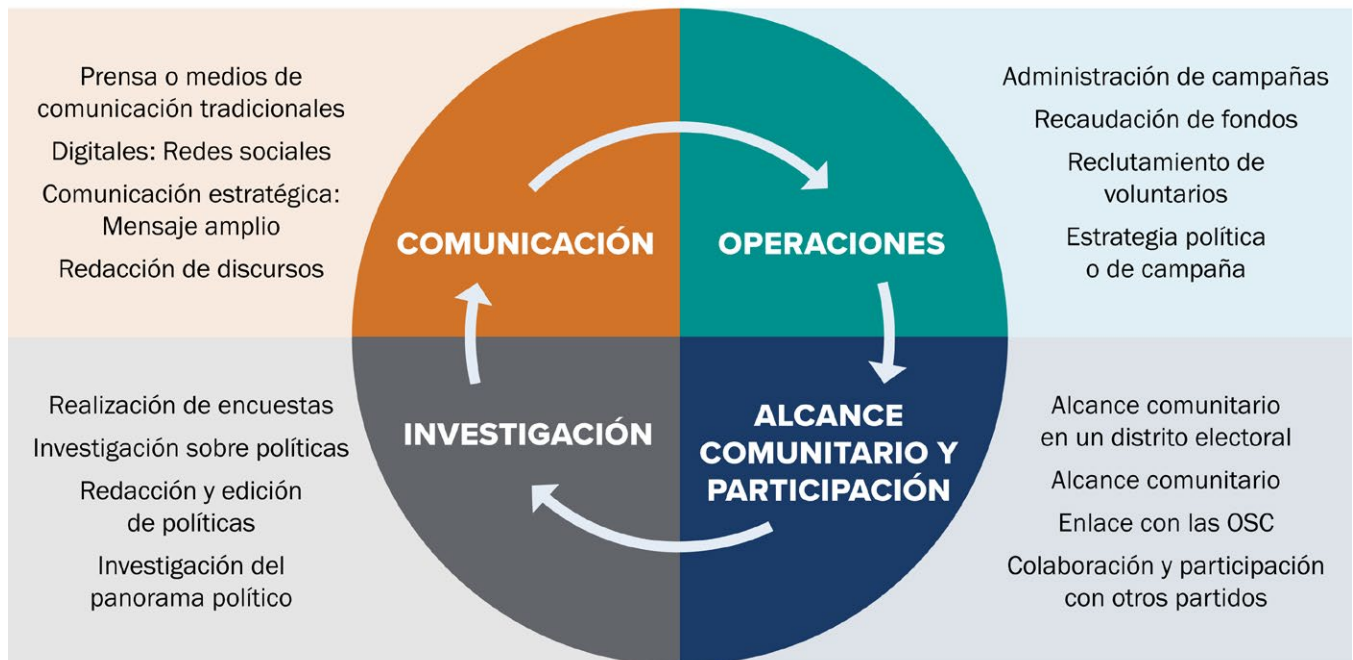 Prensa o medios de
comunicación tradicionales
Digitales: Redes sociales
Comunicación estratégica:
Mensaje amplio
Redacción de discursos
COMUNICACIÓN
OPERACIONES
Administración de campañas
Recaudación de fondos
Reclutamiento de
voluntarios
Estrategia política
o de campaña
Realización de encuestas
Investigación sobre políticas
Redacción y edición
de políticas
Investigación del
panorama político
INVESTIGACIÓN
ALCANCE
COMUNITARIO Y
PARTICIPACIÓN
Alcance comunitario
en un distrito electoral
Alcance comunitario
Enlace con las OSC
Colaboración y participación
con otros partidos